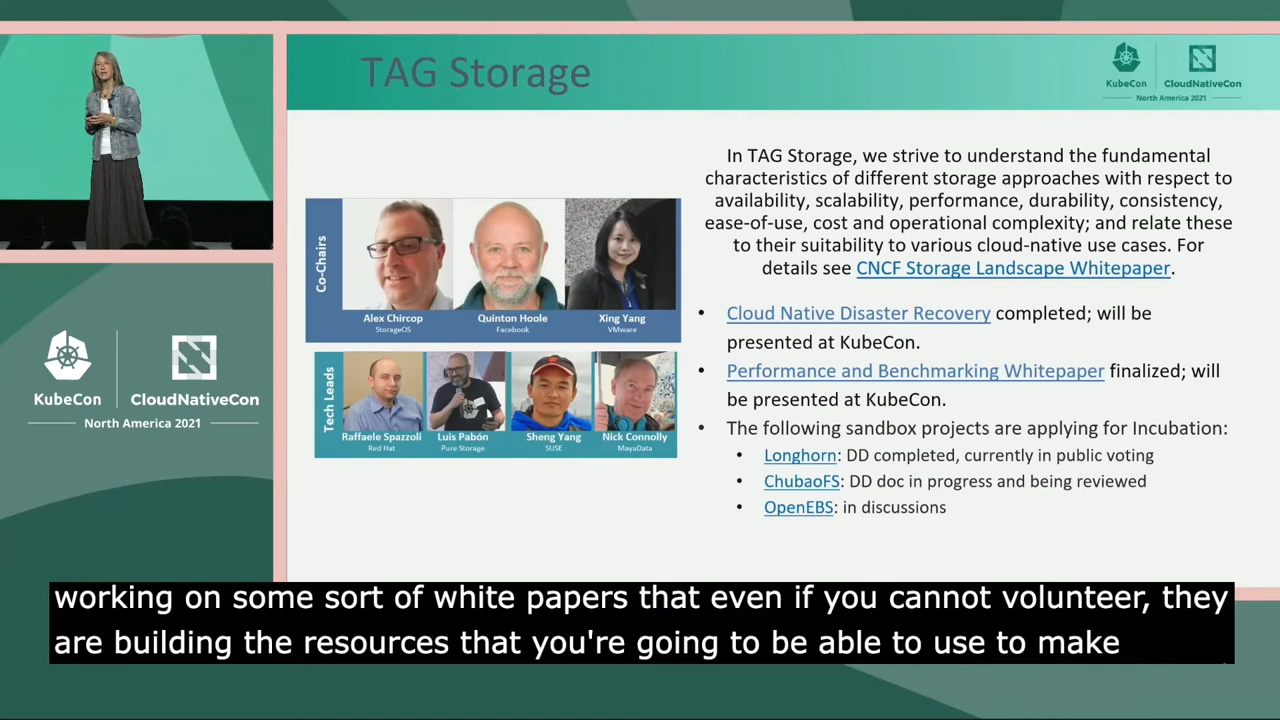 TAG Storage
KubeCon
CloudNativeCon
North America 2021
In TAG Storage, we strive to understand the fundamental
characteristics of different storage approaches with respect to
availability, scalability, performance, durability, consistency,
ease-of-use, cost and operational complexity; and relate these
to their suitability to various cloud-native use cases. For
details see CNCF Storage Landscape Whitepaper.
Co-Chairs
Alex Chircop
StorageOS
Quinton Hoole
Facebook
Xing Yang
VMware
Tech Leads
Raffaele Spazzoli
Red Hat
Luis Pabón
Pure Storage
Sheng Yang
SUSE
Nick Connolly
MayaData
• Cloud Native Disaster Recovery completed; will be
presented at KubeCon.
• Performance and Benchmarking Whitepaper finalized; will
be presented at KubeCon.
• The following sandbox projects are applying for Incubation:
• Longhorn: DD completed, currently in public voting
• ChubaoFS: DD doc in progress and being reviewed
• OpenEBS: in discussions
KubeCon
CloudNativeCon
North America 2021
working on some sort of white papers that even if you cannot volunteer, they
are building the resources that you're going to be able to use to make